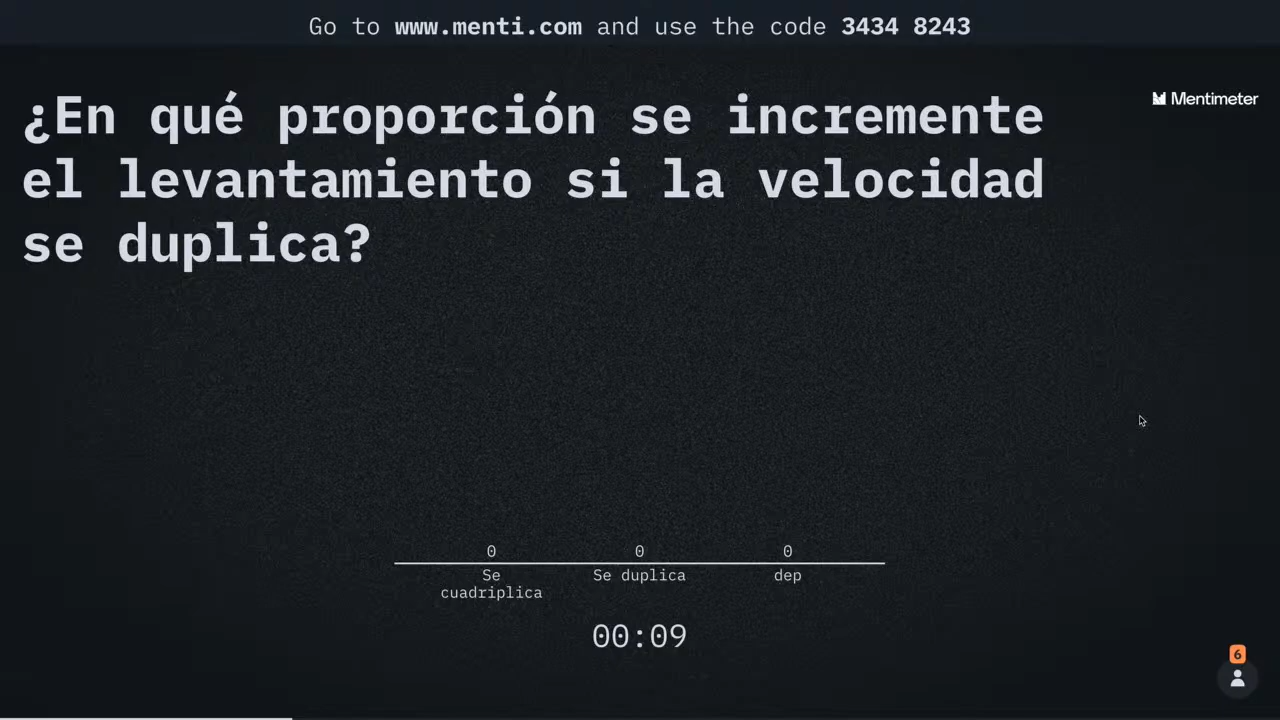 Go to www.menti.com and use the code 3434 8243
Mentimeter
¿En qué proporción se incremente
el levantamiento si la velocidad
se duplica?
0 0 0
Se
cuadriplica
Se duplica
dep
00:09
6